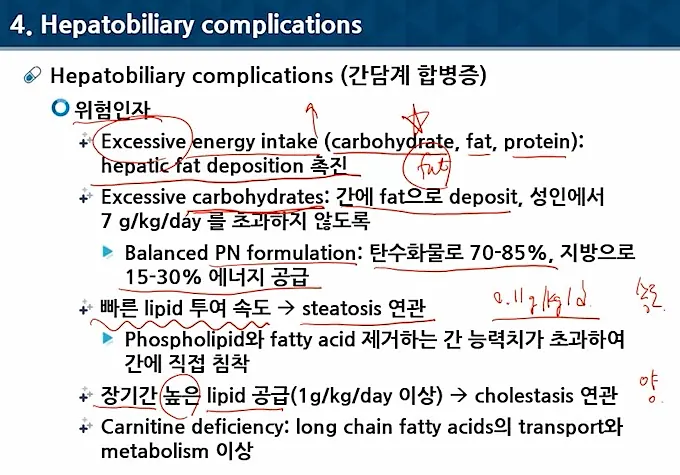 4. Hepatobiliary complications
Hepatobiliary complications (간담계 합병증)
위험인자
Excessive energy intake (carbohydrate, fat, protein):
hepatic fat deposition 촉진
fat
Excessive carbohydrates: 간에 fat으로 deposit, 성인에서
7 g/kg/day 를 초과하지 않도록
Balanced PN formulation: 탄수화물로 70-85%, 지방으로
15-30% 에너지 공급
빠른 lipid 투여 속도 → steatosis 연관
0.11g/kg/d. 속도
Phospholipid와 fatty acid 제거하는 간 능력치가 초과하여
간에 직접 침착
장기간 높은 lipid 공급(1g/kg/day 이상) → cholestasis 연관
양
Carnitine deficiency: long chain fatty acids의 transport와
metabolism 이상